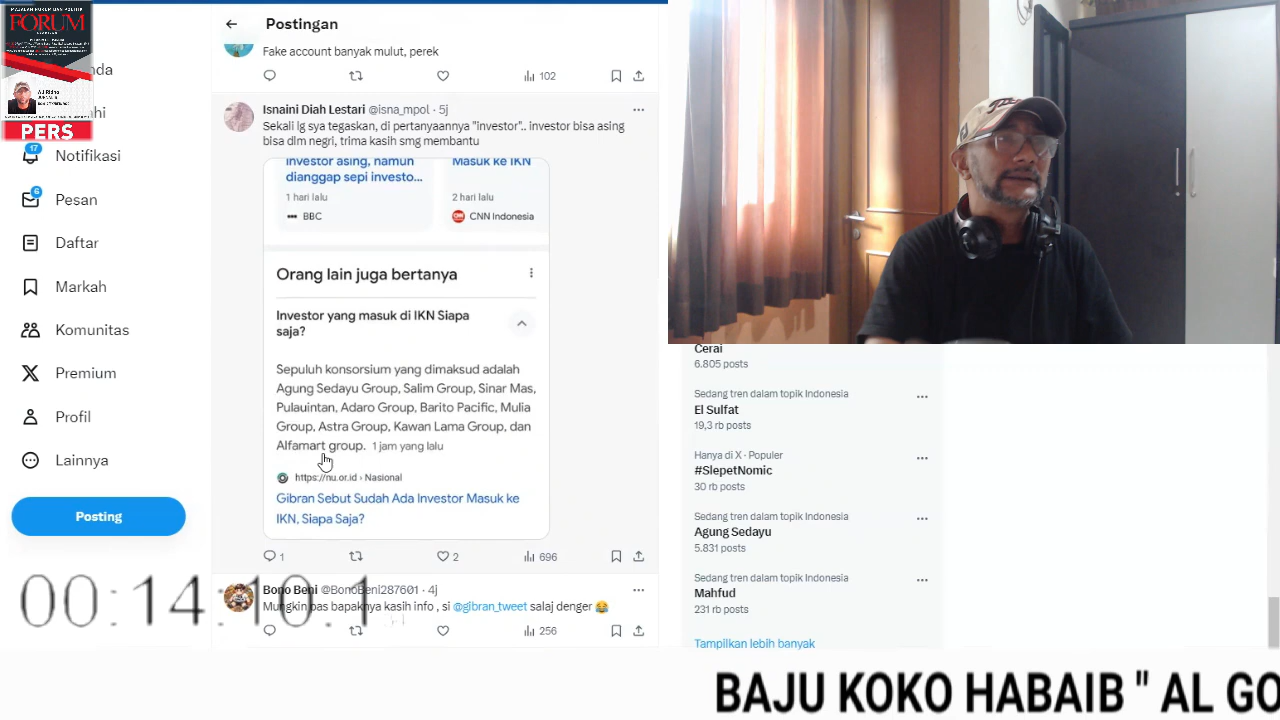 FORUM
PERS
Notifikasi
17
Pesan
6
Daftar
Markah
Komunitas
Premium
Profil
Lainnya
Posting
Postingan
Fake account banyak mulut, perek
102
Isnaini Diah Lestari @isna_mpol · 5j
Sekali lg sya tegaskan, di pertanyaannya "investor".. investor bisa asing
bisa dlm negri, trima kasih smg membantu
Investor asing, namun
dianggap sepi investo...
1 hari lalu
BBC
Masuk ke IKN
2 hari lalu
CNN Indonesia
Orang lain juga bertanya
Investor yang masuk di IKN Siapa
saja?
Sepuluh konsorsium yang dimaksud adalah
Agung Sedayu Group, Salim Group, Sinar Mas,
Pulauintan, Adaro Group, Barito Pacific, Mulia
Group, Astra Group, Kawan Lama Group, dan
Alfamart group. 1 jam yang lalu
https://nu.or.id › Nasional
Gibran Sebut Sudah Ada Investor Masuk ke
IKN, Siapa Saja?
1
2
696
Bono Beni @BonoBeni287601 · 4j
Mungkin pas bapaknya kasih info , si @gibran_tweet salaj denger 😂
256
00:14:10.1
Cerai
6.805 posts
Sedang tren dalam topik Indonesia
El Sulfat
19,3 rb posts
Hanya di X · Populer
#SlepetNomic
30 rb posts
Sedang tren dalam topik Indonesia
Agung Sedayu
5.831 posts
Sedang tren dalam topik Indonesia
Mahfud
231 rb posts
Tampilkan lebih banyak
BAJU KOKO HABAIB " AL GO